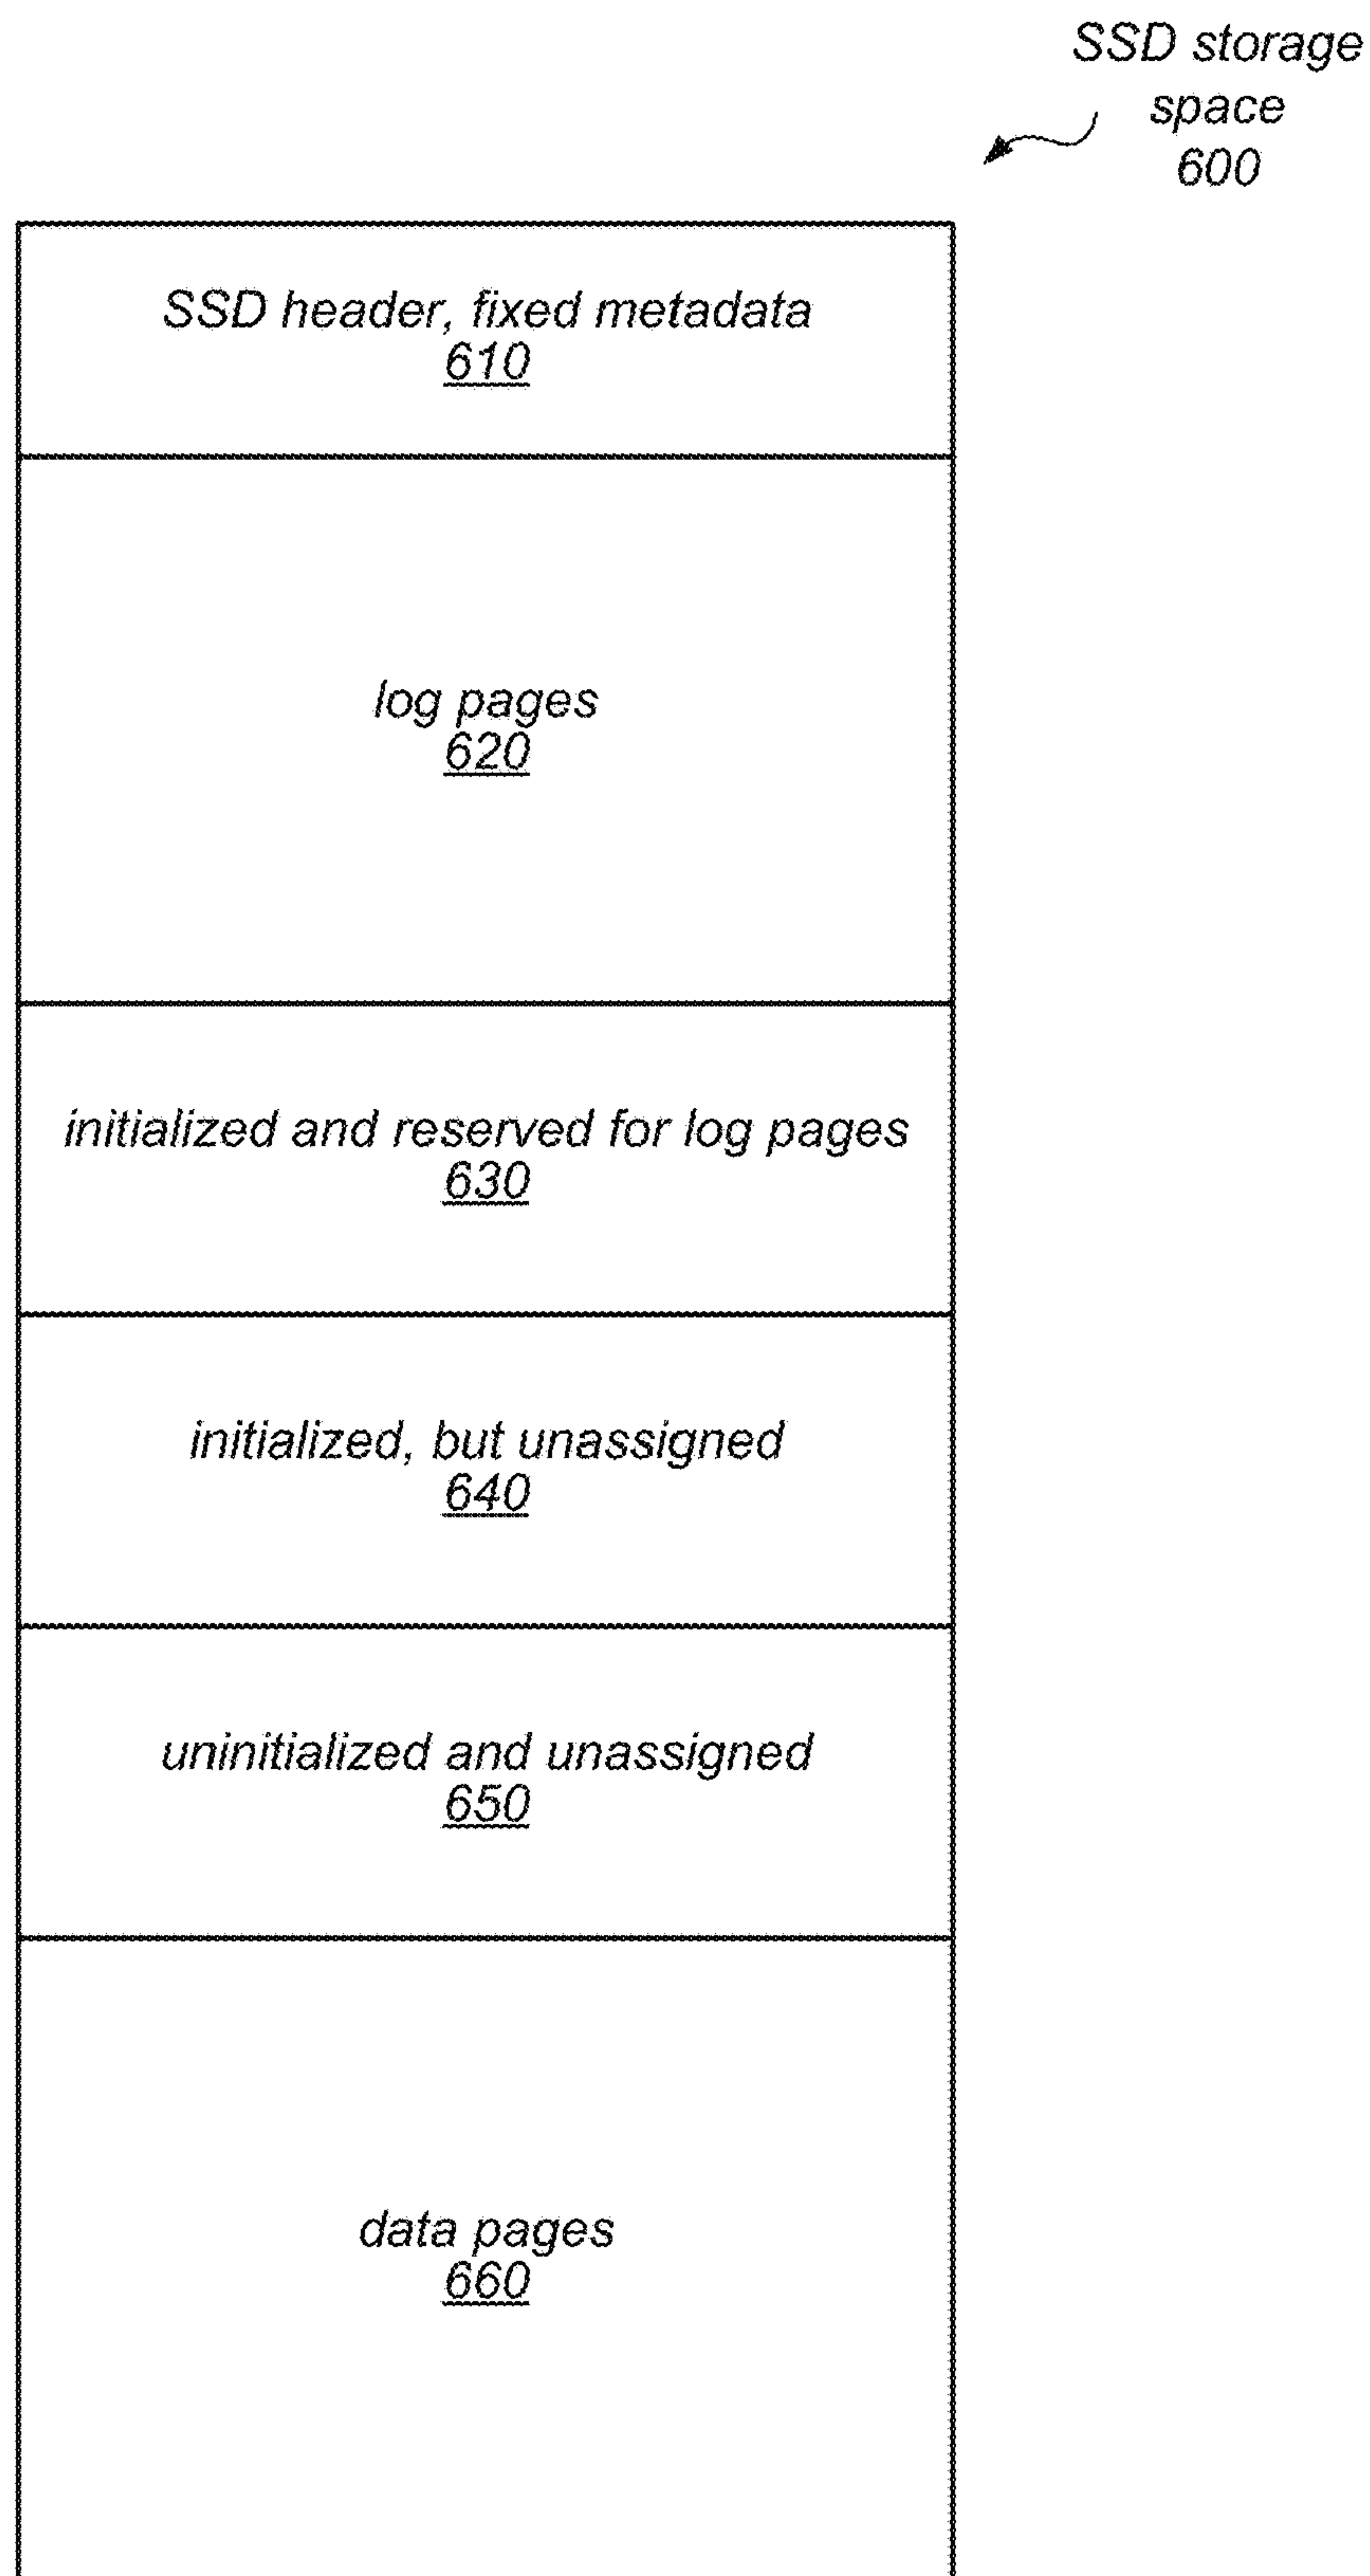 SSD storage
space
600
SSD header, fixed metadata
610
log pages
620
initialized and reserved for log pages
630
initialized, but unassigned
640
uninitialized and unassigned
650
data pages
660